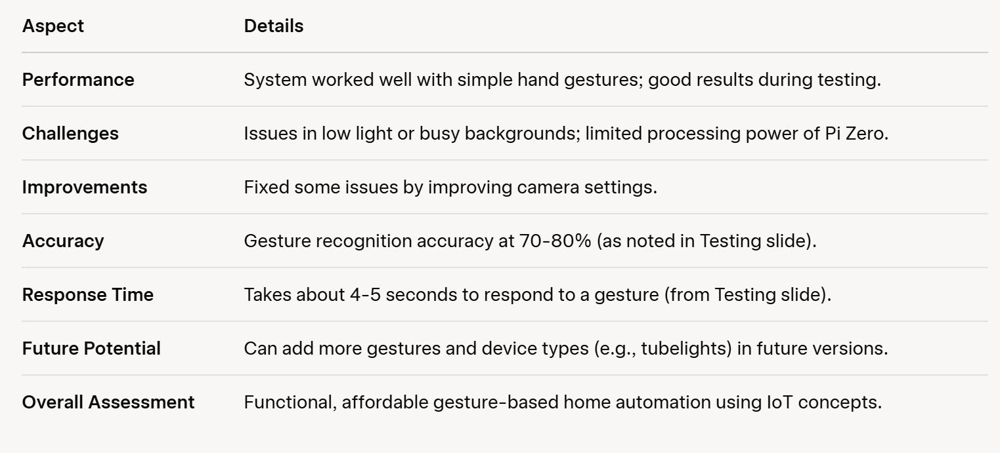 Aspect Details
Performance System worked well with simple hand gestures; good results during testing.
Challenges Issues in low light or busy backgrounds; limited processing power of Pi Zero.
Improvements Fixed some issues by improving camera settings.
Accuracy Gesture recognition accuracy at 70-80% (as noted in Testing slide).
Response Time Takes about 4-5 seconds to respond to a gesture (from Testing slide).
Future Potential Can add more gestures and device types (e.g., tubelights) in future versions.
Overall Assessment Functional, affordable gesture-based home automation using IoT concepts.